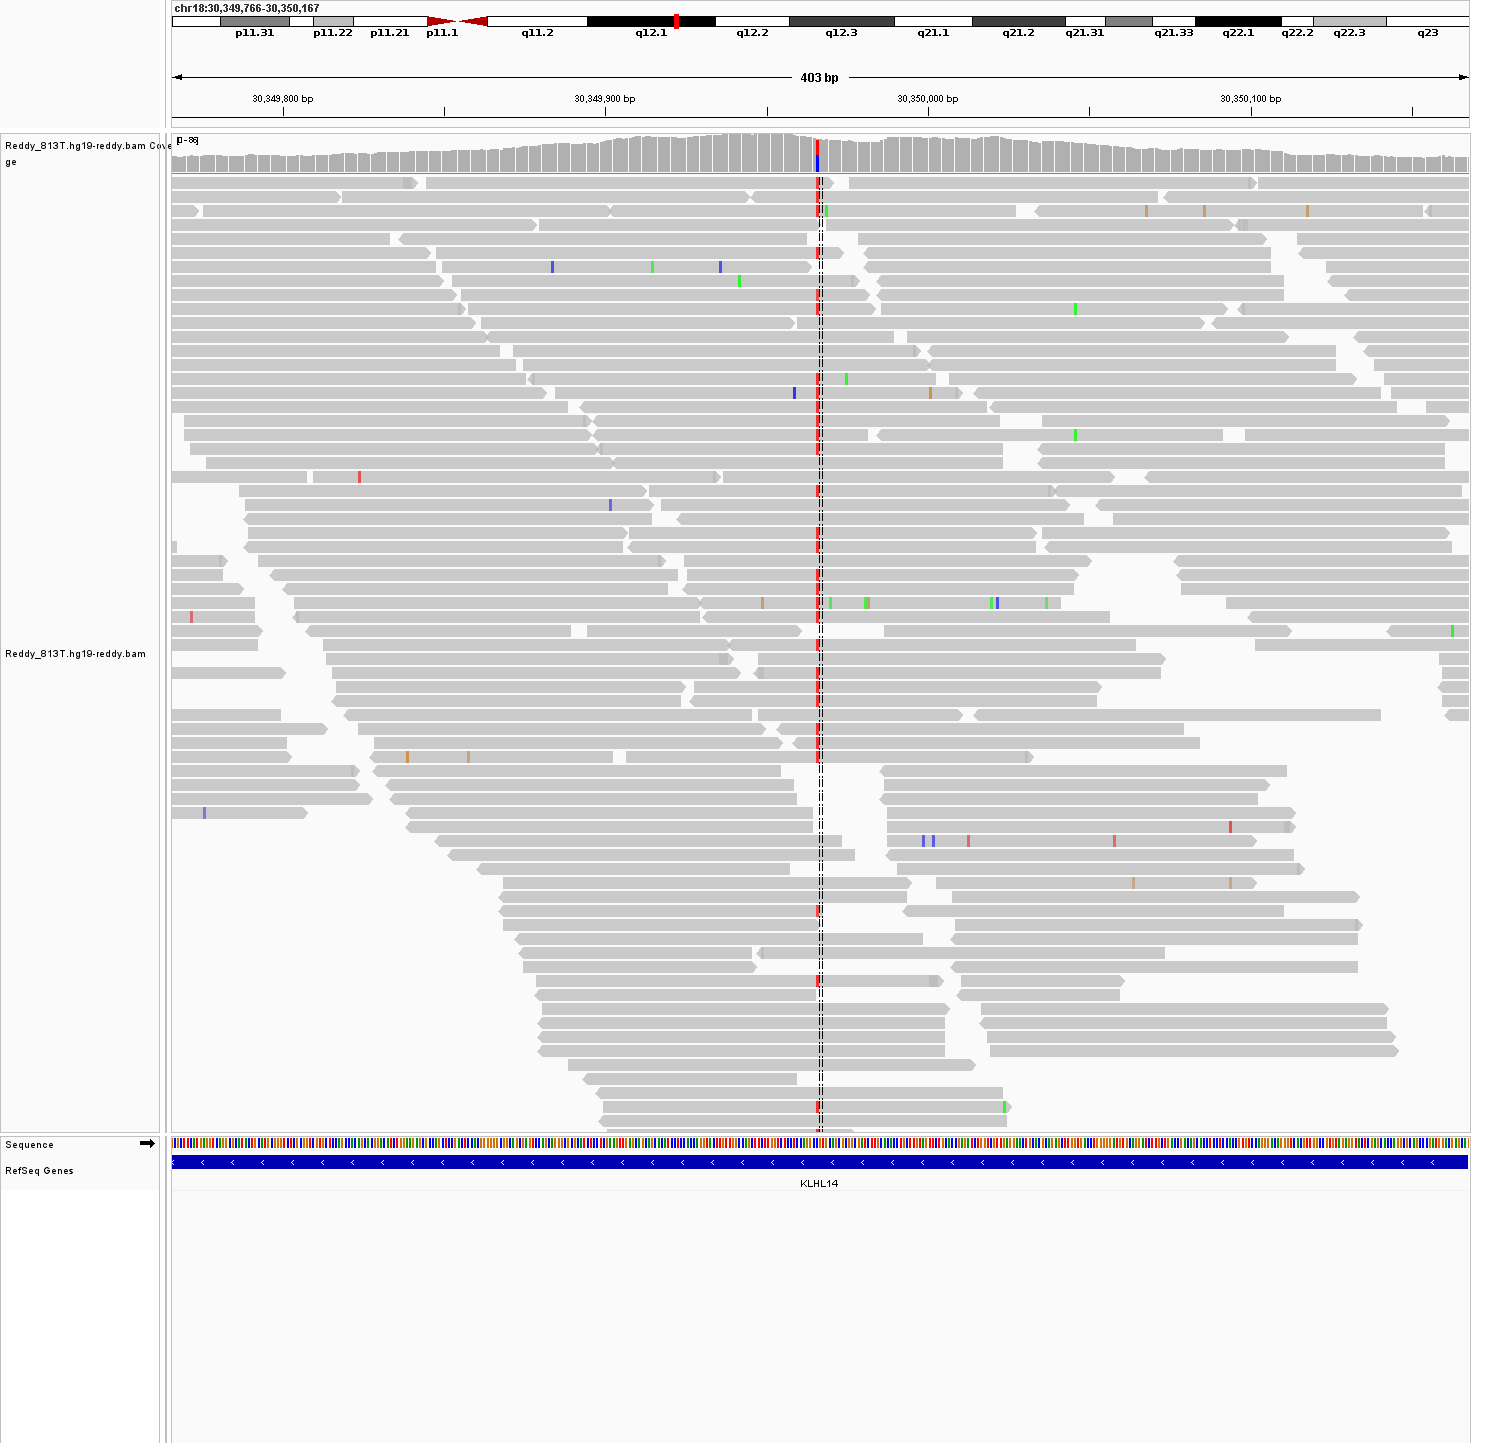 chr18:30,349,766-30,350,167
p11.31 p11.22 p11.21 p11.1 q11.2 q12.1 q12.2 q12.3 q21.1 q21.2 q21.31 q21.33 q22.1 q22.2 q22.3 q23
403 bp
30,349,800 bp 30,349,900 bp 30,350,000 bp 30,350,100 bp
Reddy_813T.hg19-reddy.bam Cove
ge
[0-86]
Reddy_813T.hg19-reddy.bam
Sequence
RefSeq Genes
KLHL14